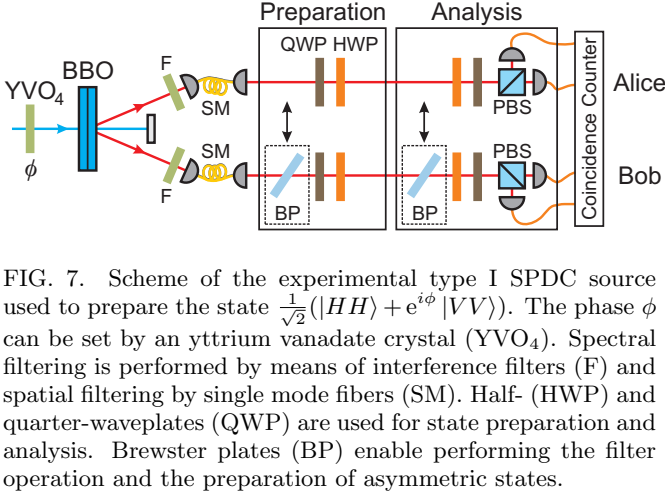 Preparation
Analysis
QWP HWP
F
BBO
YVO₄
SM
PBS
Alice
Coincidence Counter
ϕ
SM
PBS
F
BP
BP
Bob
FIG. 7. Scheme of the experimental type I SPDC source
used to prepare the state 1/√2(|HH⟩ + e^{iϕ} |VV⟩). The phase ϕ
can be set by an yttrium vanadate crystal (YVO₄). Spectral
filtering is performed by means of interference filters (F) and
spatial filtering by single mode fibers (SM). Half- (HWP) and
quarter-waveplates (QWP) are used for state preparation and
analysis. Brewster plates (BP) enable performing the filter
operation and the preparation of asymmetric states.